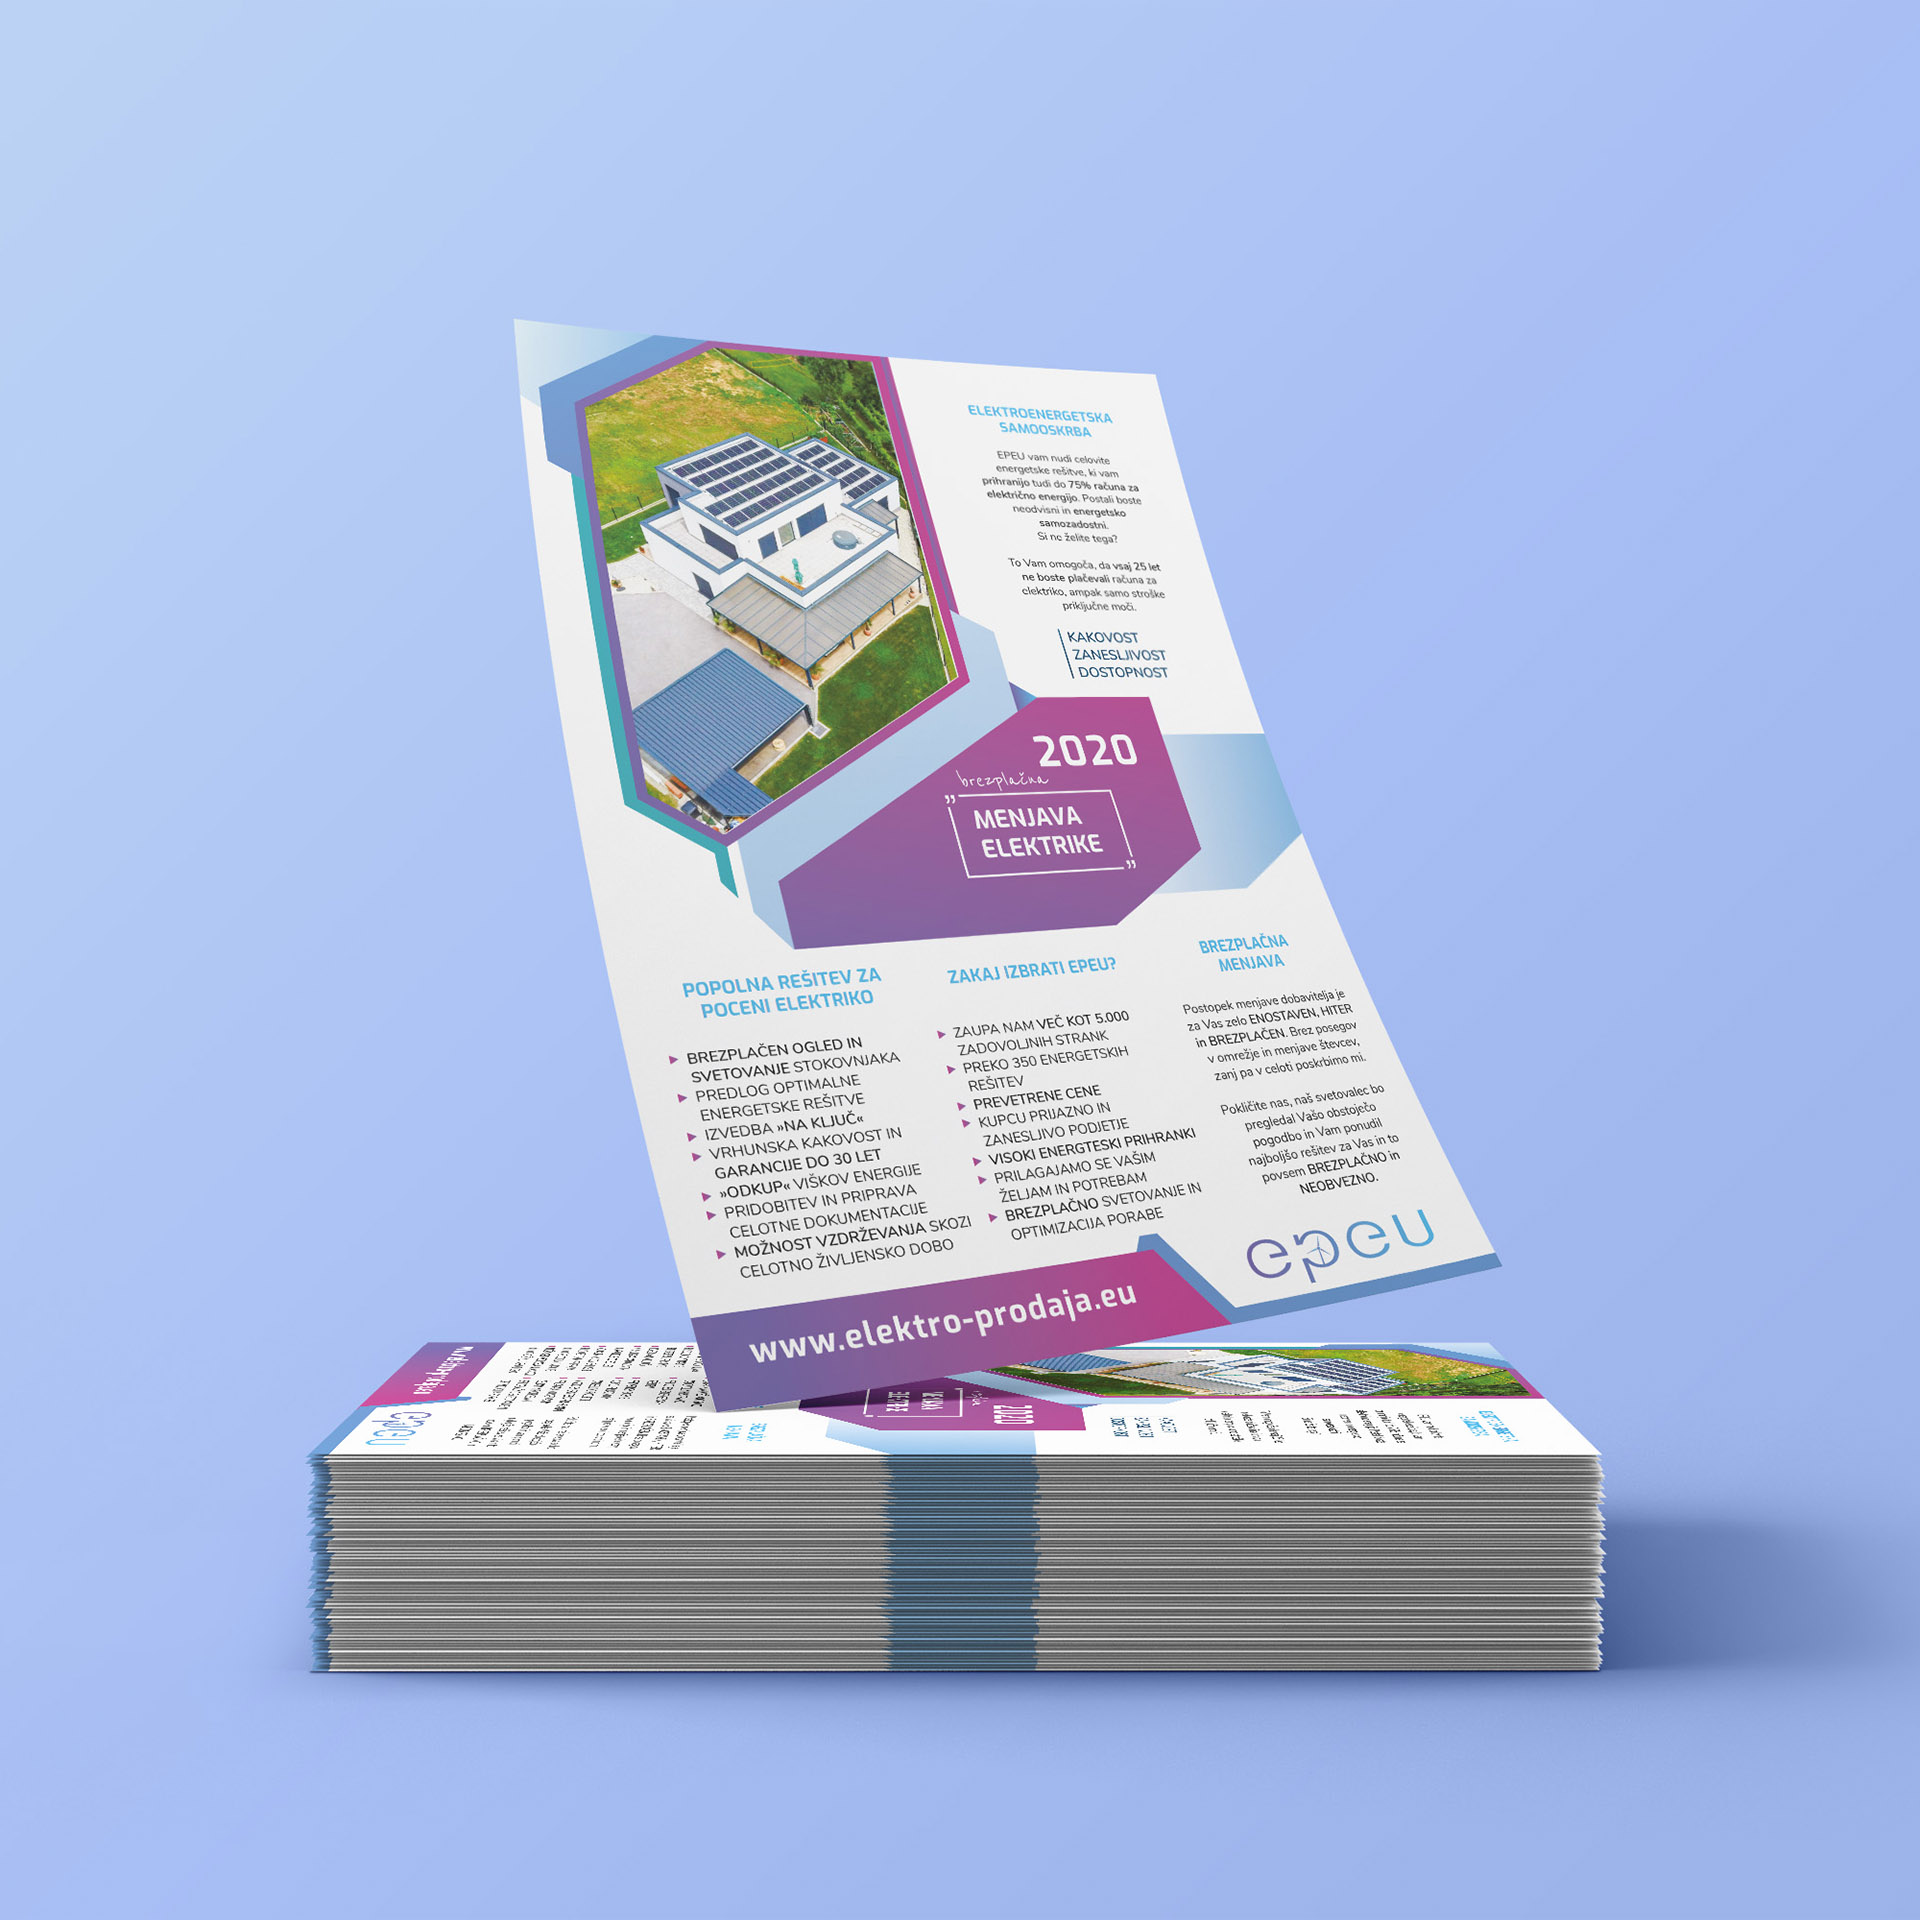 ELEKTROENERGETSKA
SAMOOSKRBA
EPEU vam nudi celovite
energetske rešitve, ki vam
prihranijo tudi do 75% računa za
električno energijo. Postali boste
neodvisni in energetsko
samozadostni.
Si ne želite tega?
To Vam omogoča, da vsaj 25 let
ne boste plačevali računa za
elektriko, ampak samo stroške
priključne moči.
KAKOVOST
ZANESLJIVOST
DOSTOPNOST
2020
brezplačna
„
MENJAVA
ELEKTRIKE
”
POPOLNA REŠITEV ZA
POCENI ELEKTRIKO
BREZPLAČEN OGLED IN
SVETOVANJE STOKOVNJAKA
PREDLOG OPTIMALNE
ENERGETSKE REŠITVE
IZVEDBA »NA KLJUČ«
VRHUNSKA KAKOVOST IN
GARANCIJE DO 30 LET
»ODKUP« VIŠKOV ENERGIJE
PRIDOBITEV IN PRIPRAVA
CELOTNE DOKUMENTACIJE
MOŽNOST VZDRŽEVANJA SKOZI
CELOTNO ŽIVLJENSKO DOBO
ZAKAJ IZBRATI EPEU?
ZAUPA NAM VEČ KOT 5.000
ZADOVOLJNIH STRANK
PREKO 350 ENERGETSKIH
REŠITEV
PREVETRENE CENE
KUPCU PRIJAZNO IN
ZANESLJIVO PODJETJE
VISOKI ENERGTESKI PRIHRANKI
PRILAGAJAMO SE VAŠIM
ŽELJAM IN POTREBAM
BREZPLAČNO SVETOVANJE IN
OPTIMIZACIJA PORABE
BREZPLAČNA
MENJAVA
Postopek menjave dobavitelja je
za Vas zelo ENOSTAVEN, HITER
in BREZPLAČEN. Brez posegov
v omrežje in menjave števcev,
zanj pa v celoti poskrbimo mi.
Pokličite nas, naš svetovalec bo
pregledal Vašo obstoječo
pogodbo in Vam ponudil
najboljšo rešitev za Vas in to
povsem BREZPLAČNO in
NEOBVEZNO.
epeu
www.elektro-prodaja.eu
2020
epeu